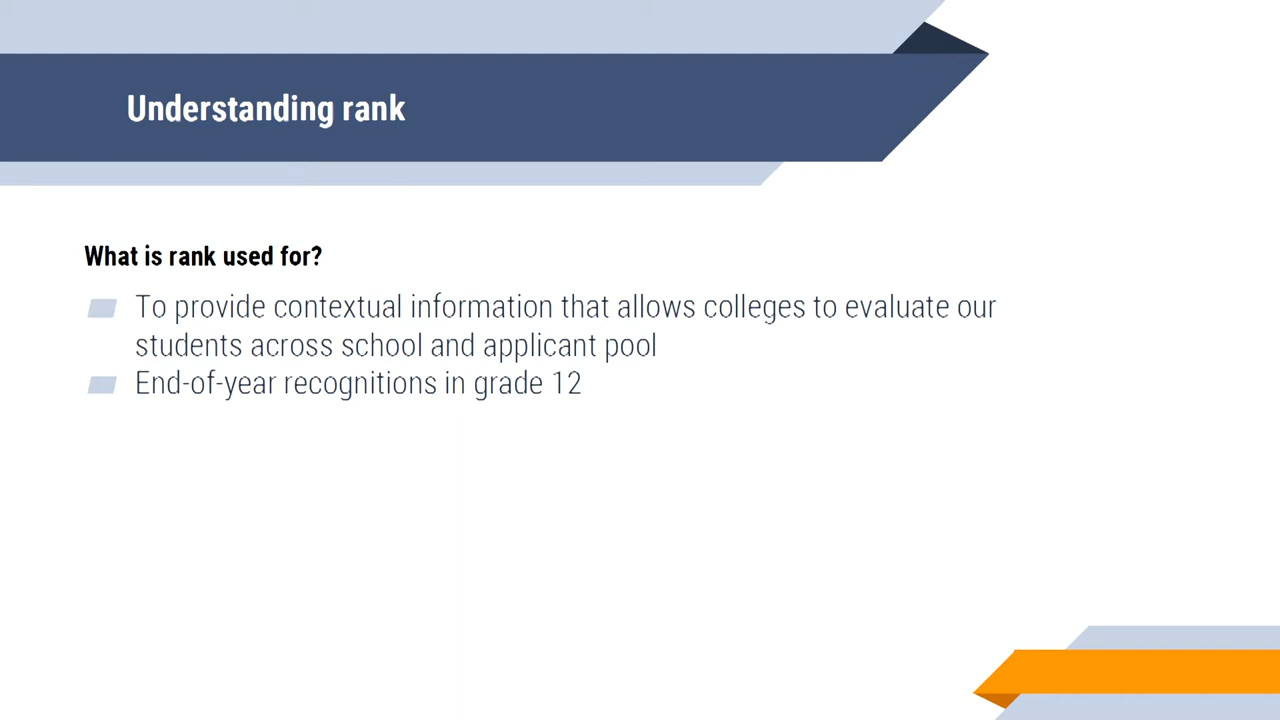 Understanding rank
What is rank used for?
To provide contextual information that allows colleges to evaluate our
students across school and applicant pool
End-of-year recognitions in grade 12